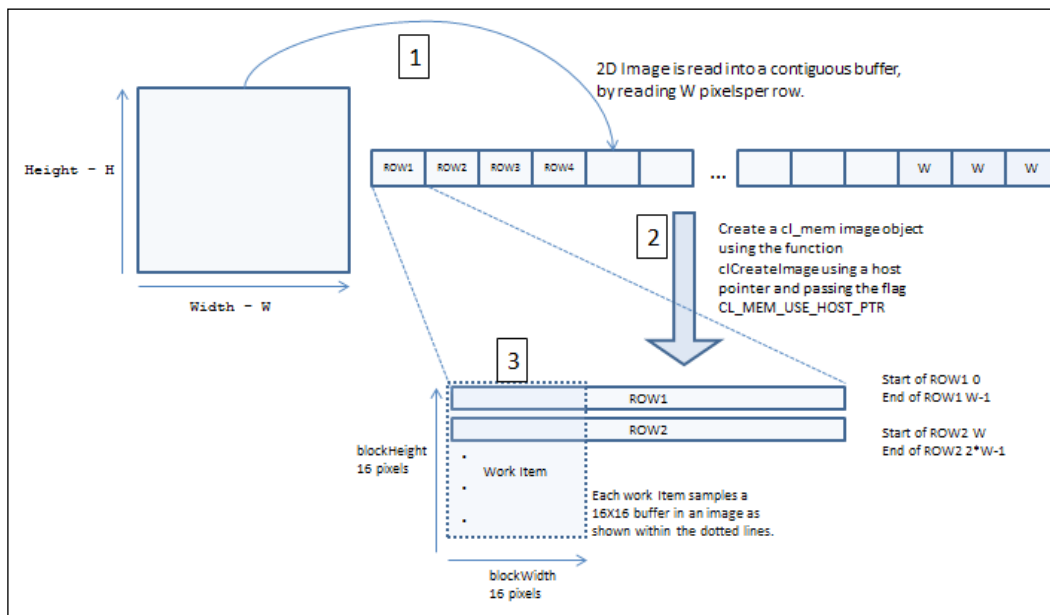 1
2D Image is read into a contiguous buffer,
by reading W pixelsper row.
Height - H
ROW1 ROW2 ROW3 ROW4 ... W W W
2
Create a cl_mem image object
using the function
clCreateImage using a host
pointer and passing the flag
CL_MEM_USE_HOST_PTR
Width - W
3
ROW1
Start of ROW1 0
End of ROW1 W-1
ROW2
Start of ROW2 W
End of ROW2 2*W-1
blockHeight
16 pixels
Work Item
Each work Item samples a
16X16 buffer in an image as
shown within the dotted lines.
blockWidth
16 pixels